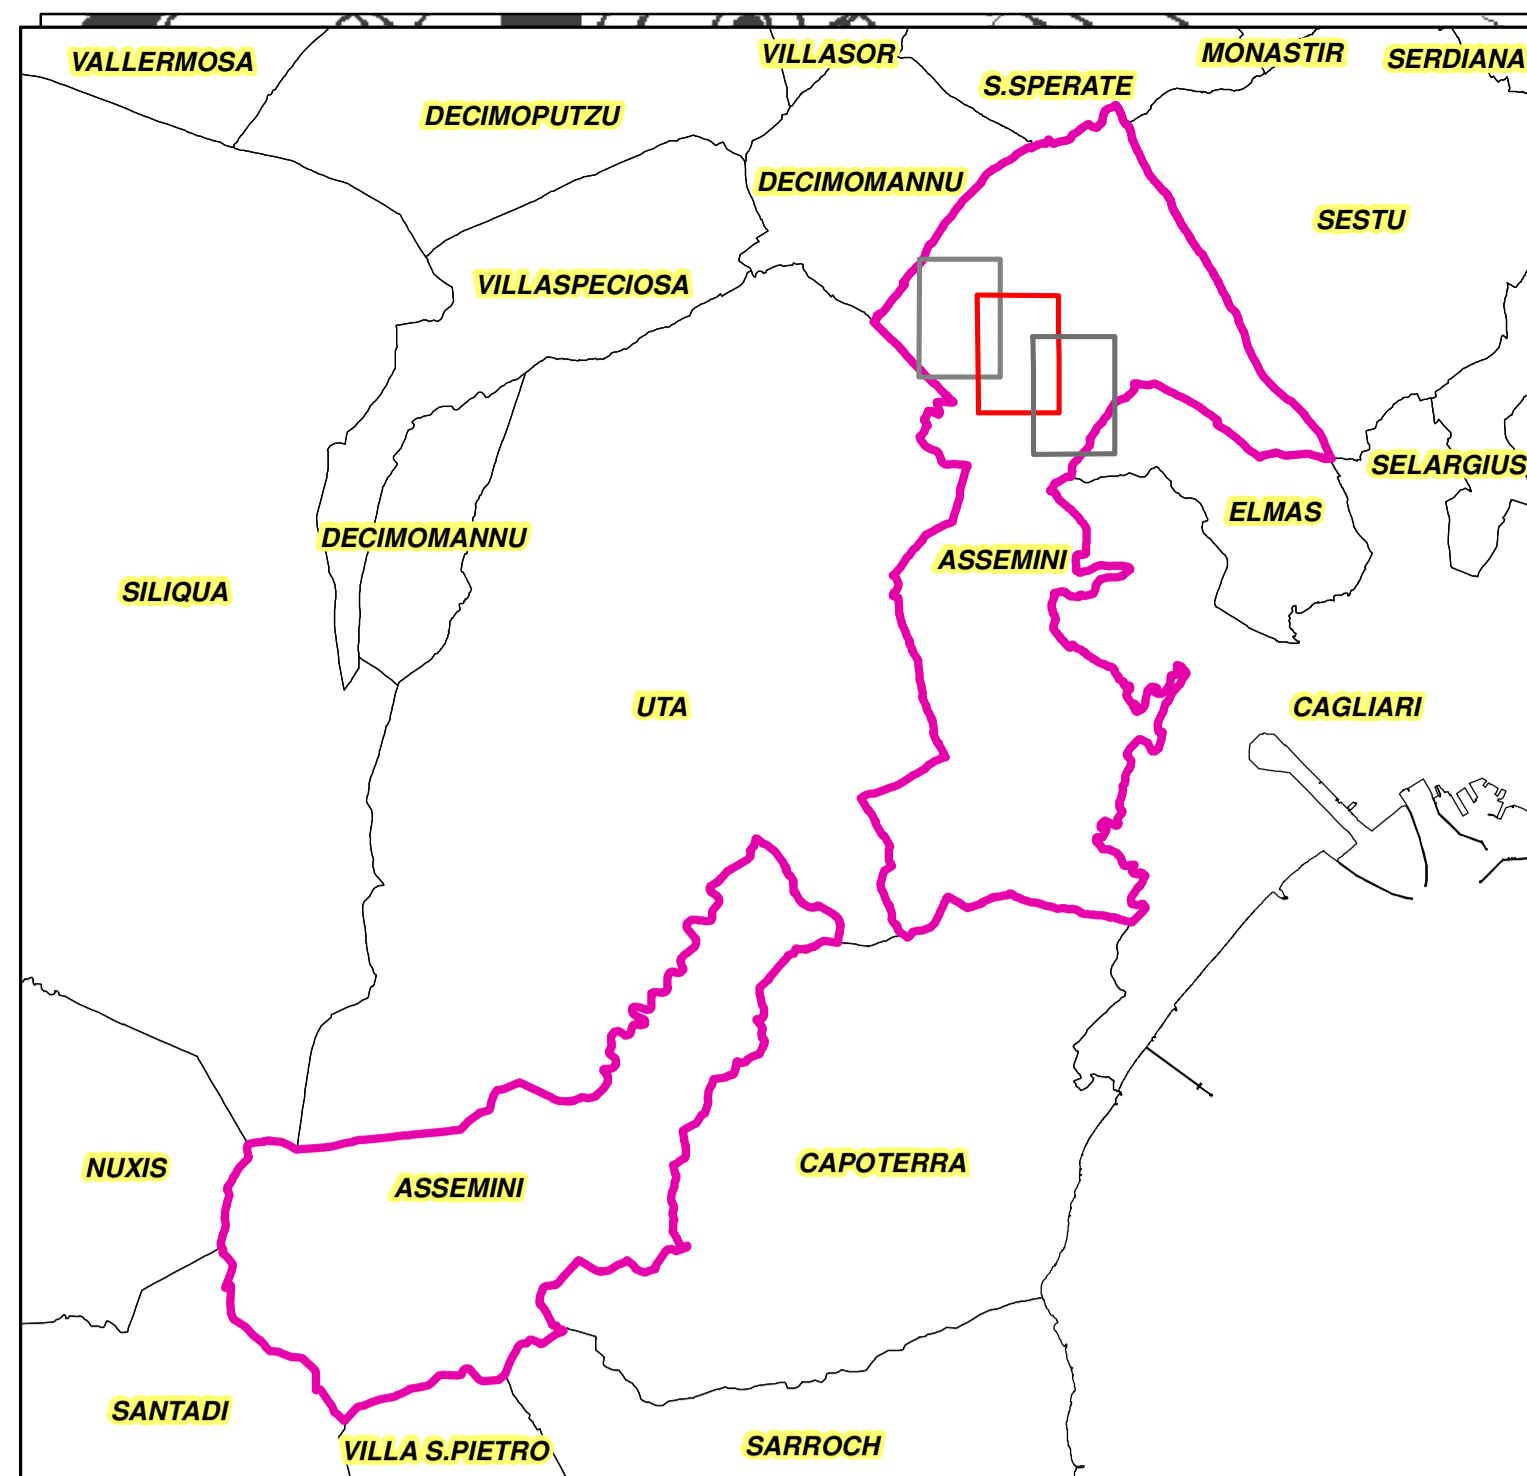 VALLERMOSA
VILLASOR
MONASTIR
SERDIANA
S.SPERATE
DECIMOPUTZU
DECIMOMANNU
SESTU
VILLASPECIOSA
SELARGIUS
ELMAS
DECIMOMANNU
ASSEMINI
SILIQUA
UTA
CAGLIARI
NUXIS
CAPOTERRA
ASSEMINI
SANTADI
VILLA S.PIETRO
SARROCH